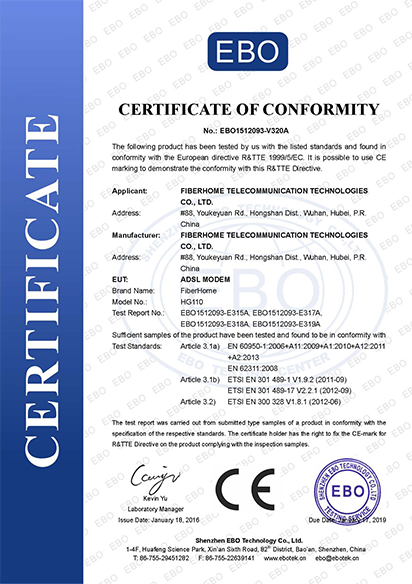 EBO
CERTIFICATE
CERTIFICATE OF CONFORMITY
No.: EBO1512093-V320A
The following product has been tested by us with the listed standards and found in
conformity with the European directive R&TTE 1999/5/EC. It is possible to use CE
marking to demonstrate the conformity with this R&TTE Directive.
Applicant: FIBERHOME TELECOMMUNICATION TECHNOLOGIES
CO., LTD.
Address: #88, Youkeyuan Rd., Hongshan Dist., Wuhan, Hubei, P.R.
China
Manufacturer: FIBERHOME TELECOMMUNICATION TECHNOLOGIES
CO., LTD.
Address: #88, Youkeyuan Rd., Hongshan Dist., Wuhan, Hubei, P.R.
China
EUT: ADSL MODEM
Brand Name: FiberHome
Model No.: HG110
Test Report No.: EBO1512093-E315A, EBO1512093-E317A,
EBO1512093-E318A, EBO1512093-E319A
Sufficient samples of the product have been tested and found to be in conformity with
Test Standards: Article 3.1a) EN 60950-1:2006+A11:2009+A1:2010+A12:2011
+A2:2013
EN 62311:2008
Article 3.1b) ETSI EN 301 489-1 V1.9.2 (2011-09)
ETSI EN 301 489-17 V2.2.1 (2012-09)
Article 3.2) ETSI EN 300 328 V1.8.1 (2012-06)
The test report was carried out from submitted type samples of a product in conformity with the
specification of the respective standards. The certificate holder has the right to fix the CE-mark for
R&TTE Directive on the product complying with the inspection samples.
Kevin Yu
Laboratory Manager
CE
SHENZHEN EBO TECHNOLOGY CO.,LTD
EBO
TESTING SERVICE
Issue Date: January 18, 2016 Due Date: 17, 2019
Shenzhen EBO Technology Co., Ltd.
1-4F, Huafeng Science Park, Xin'an Sixth Road, 82th District, Bao'an, Shenzhen, China
T: 86-755-29451282 F: 86-755-22639141 www.ebotek.cn ebo@ebotek.cn